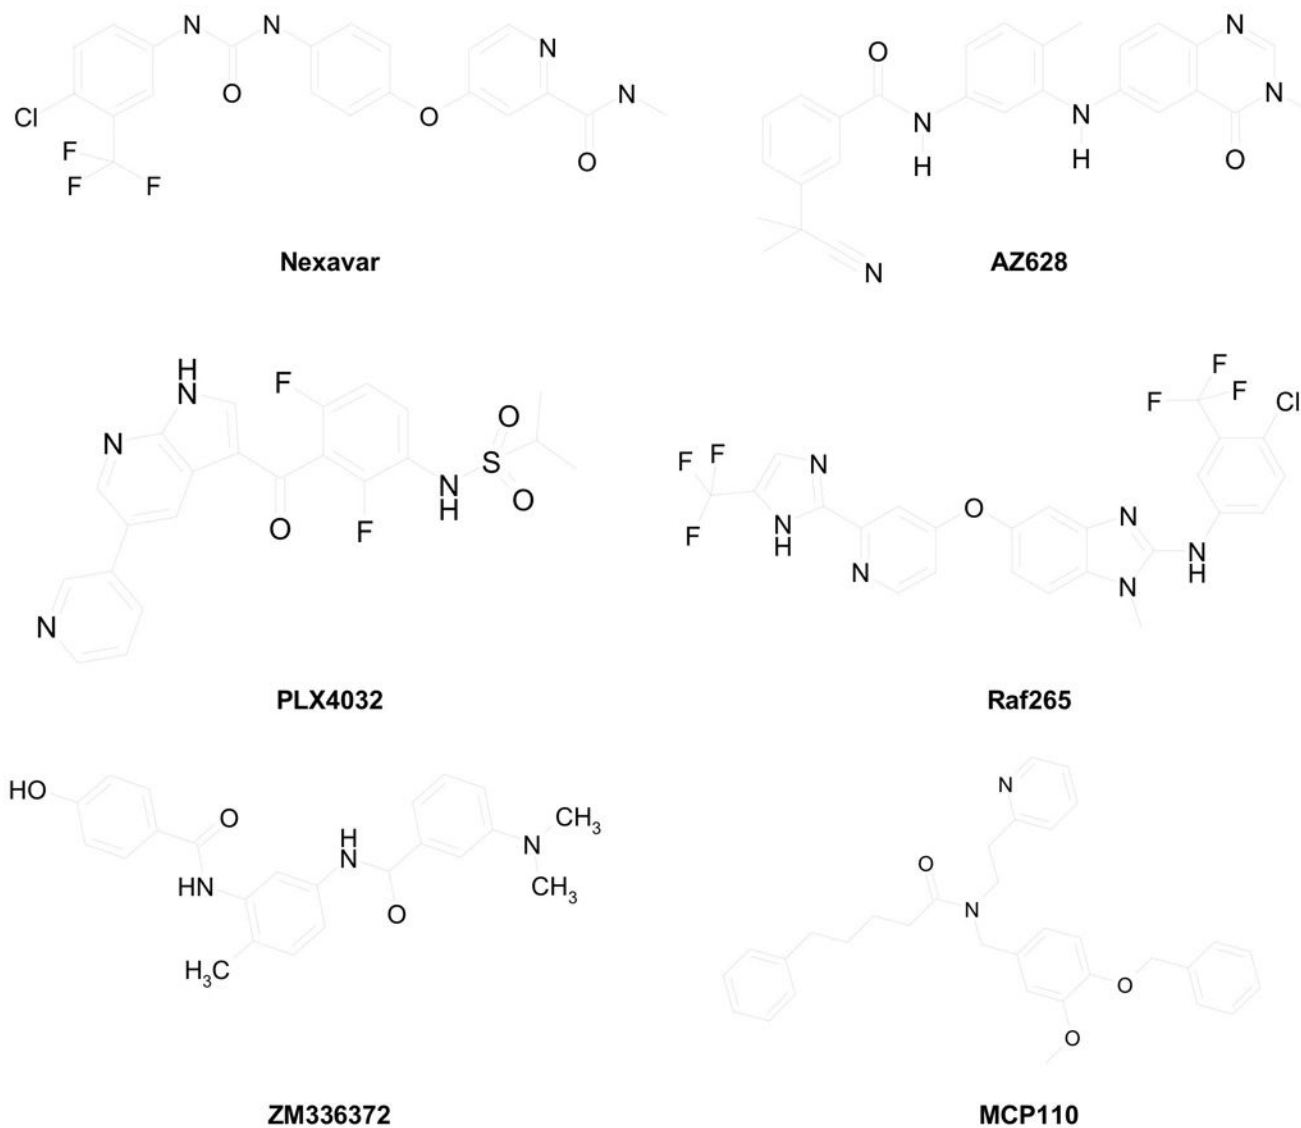 N N N N
O O N O N N
Cl O H H O
F F F O
N
Nexavar AZ628
H
N F O
N S
N
H
O F O
N
F F F Cl
F F N O N
N
H N N
H
F N
PLX4032 Raf265
HO O H
N N CH3
HN CH3
O
H3C
N
O
N
O
O
ZM336372 MCP110